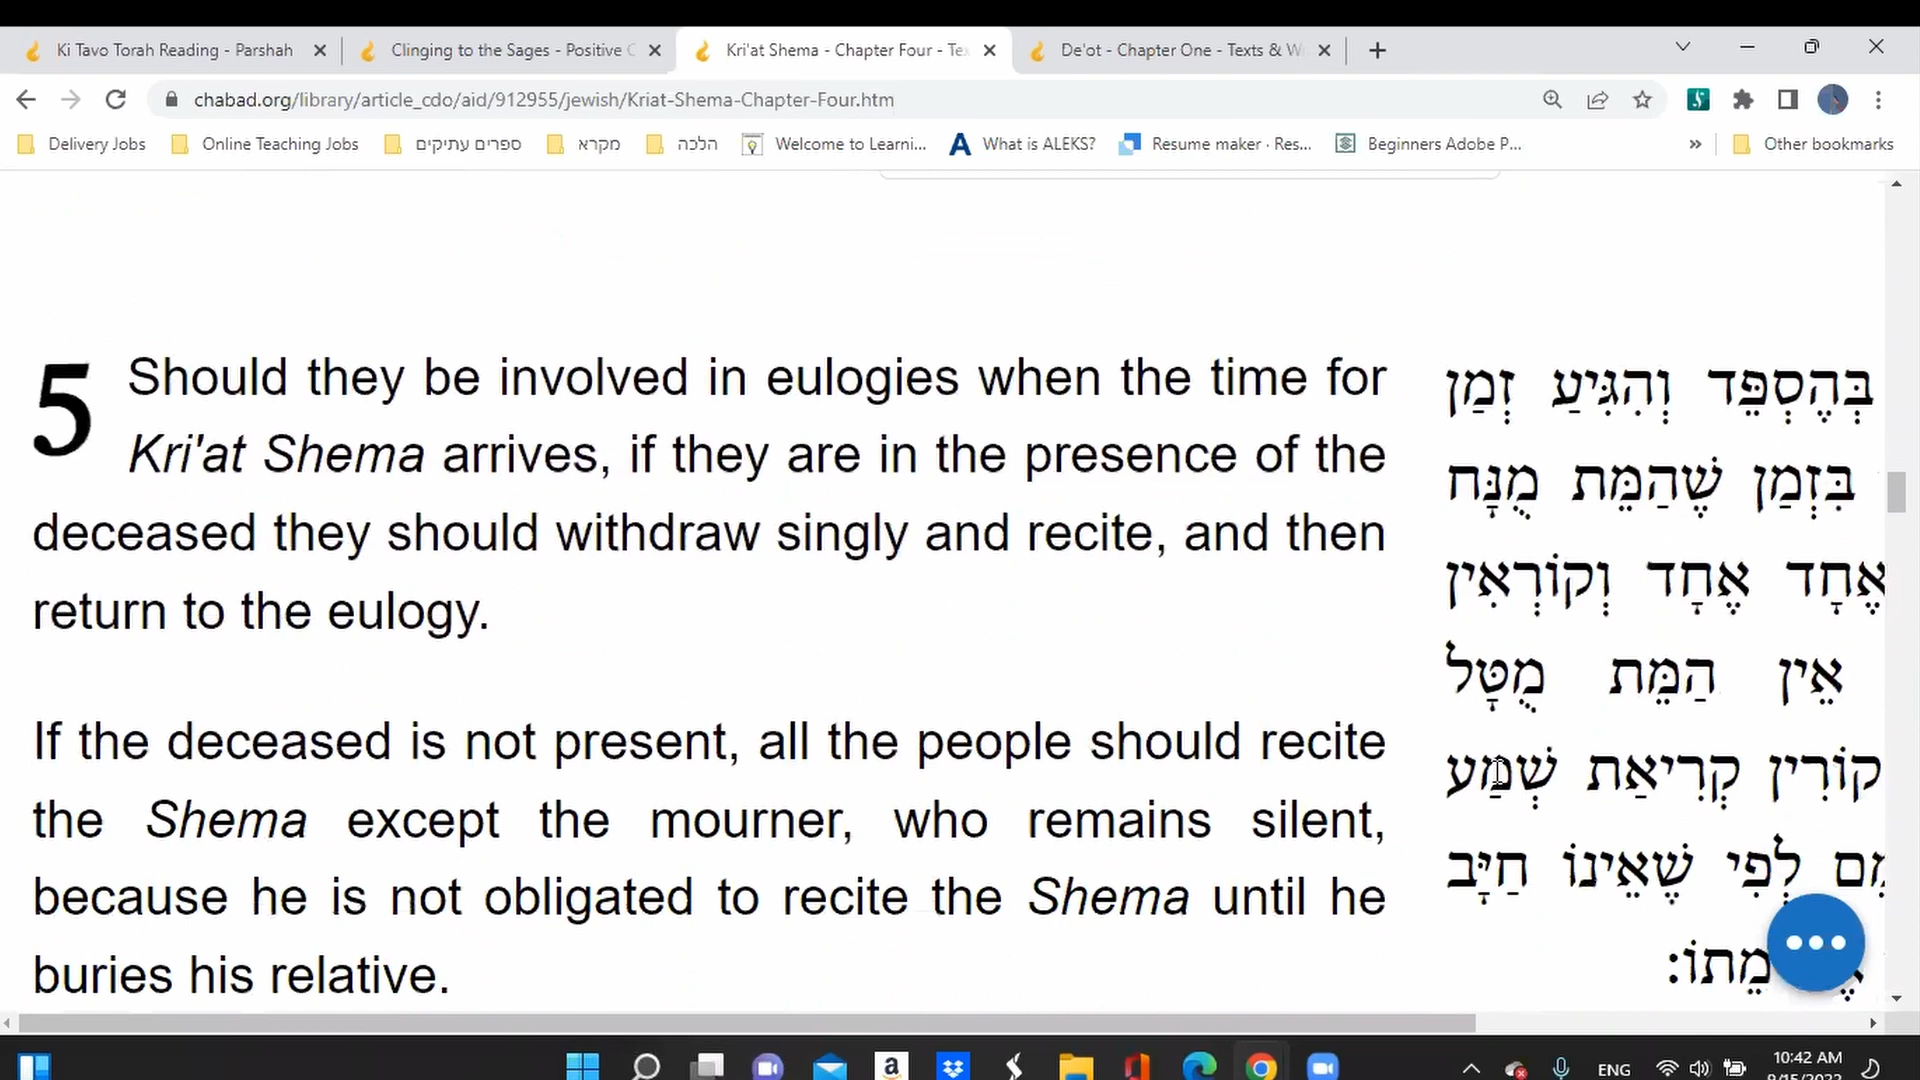 Ki Tavo Torah Reading - Parshah
Clinging to the Sages - Positive C
Kri'at Shema - Chapter Four - Te
De'ot - Chapter One - Texts & W
chabad.org/library/article_cdo/aid/912955/jewish/Kriat-Shema-Chapter-Four.htm
Delivery Jobs
Online Teaching Jobs
ספרים עתיקים
מקרא
הלכה
Welcome to Learni...
What is ALEKS?
Resume maker · Res...
Beginners Adobe P...
»
Other bookmarks
5 Should they be involved in eulogies when the time for
Kri'at Shema arrives, if they are in the presence of the
deceased they should withdraw singly and recite, and then
return to the eulogy.
If the deceased is not present, all the people should recite
the Shema except the mourner, who remains silent,
because he is not obligated to recite the Shema until he
buries his relative.
בְּהֶסְפֵּד וְהִגִּיעַ זְמַן
בִּזְמַן שֶׁהַמֵּת מֻנָּח
אֶחָד אֶחָד וְקוֹרְאִין
אֵין הַמֵּת מֻטָּל
קוֹרִין קְרִיאַת שְׁמַע
לְפִי שֶׁאֵינוֹ חַיָּב
מֵתוֹ:
ENG
10:42 AM